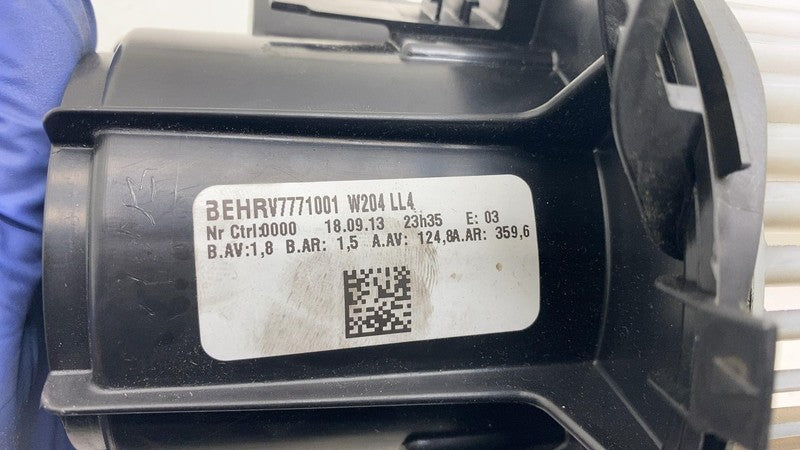 BEHRV7771001 W204 LL4
Nr Ctrl:0000 18.09.13 23h35 E: 03
B.AV:1,8 B.AR: 1,5 A.AV: 124,8A.AR: 359,6